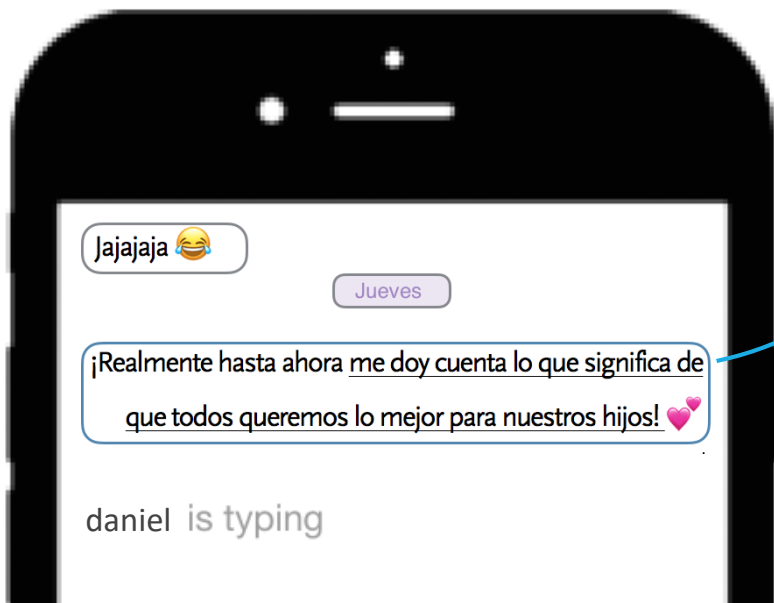 Jajajaja 😂
Jueves
¡Realmente hasta ahora me doy cuenta lo que significa de
que todos queremos lo mejor para nuestros hijos! 💕
.
daniel is typing